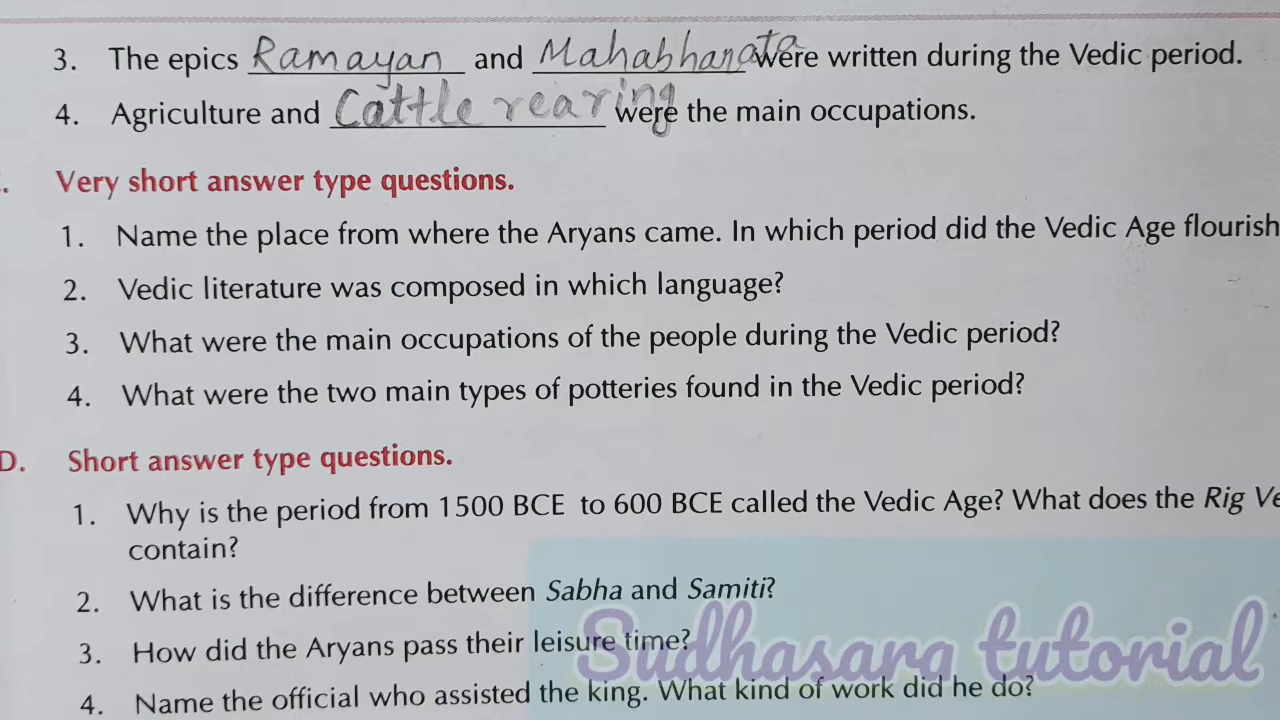 3. The epics Ramayan and Mahabharata were written during the Vedic period.
4. Agriculture and Cattle rearing were the main occupations.
Very short answer type questions.
1. Name the place from where the Aryans came. In which period did the Vedic Age flourish
2. Vedic literature was composed in which language?
3. What were the main occupations of the people during the Vedic period?
4. What were the two main types of potteries found in the Vedic period?
D. Short answer type questions.
1. Why is the period from 1500 BCE to 600 BCE called the Vedic Age? What does the Rig Ve
contain?
2. What is the difference between Sabha and Samiti?
3. How did the Aryans pass their leisure time?
Sudhasarg tutorial
4. Name the official who assisted the king. What kind of work did he do?